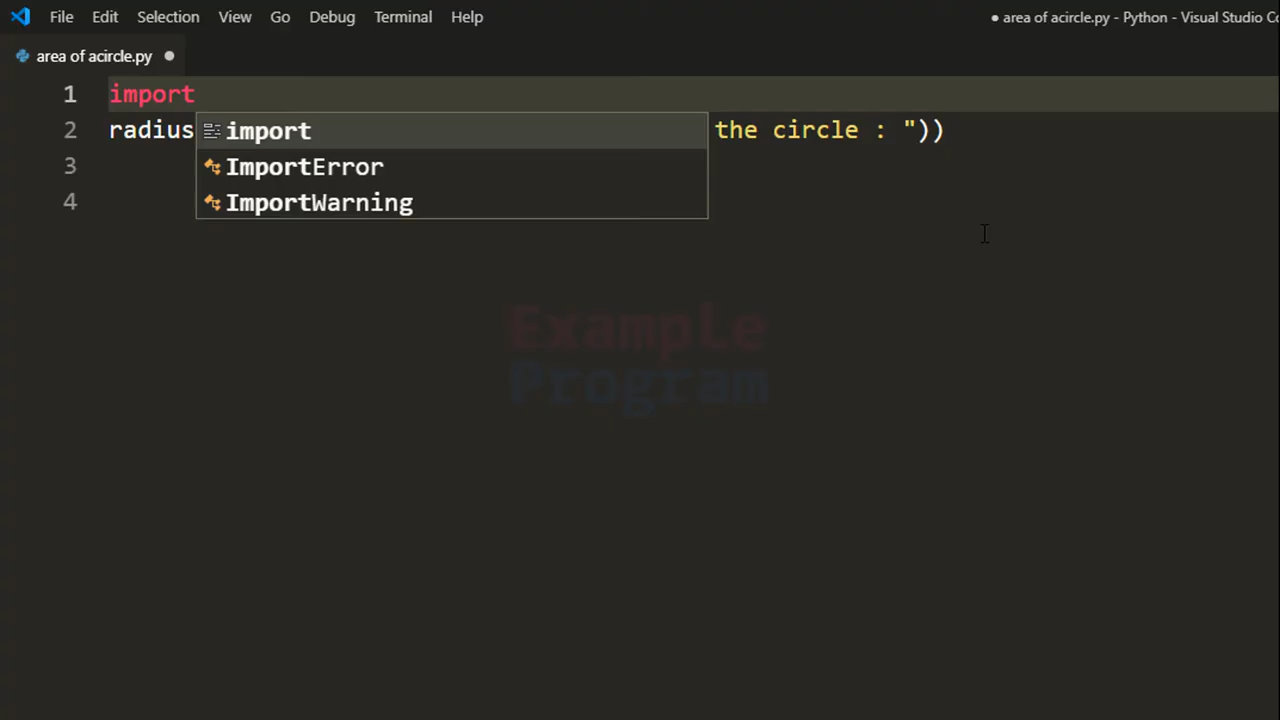 File Edit Selection View Go Debug Terminal Help ● area of acircle.py - Python - Visual Studio
area of acircle.py ●
1 import
2 radius the circle : "))
import
ImportError
ImportWarning
3
4
Example
Program